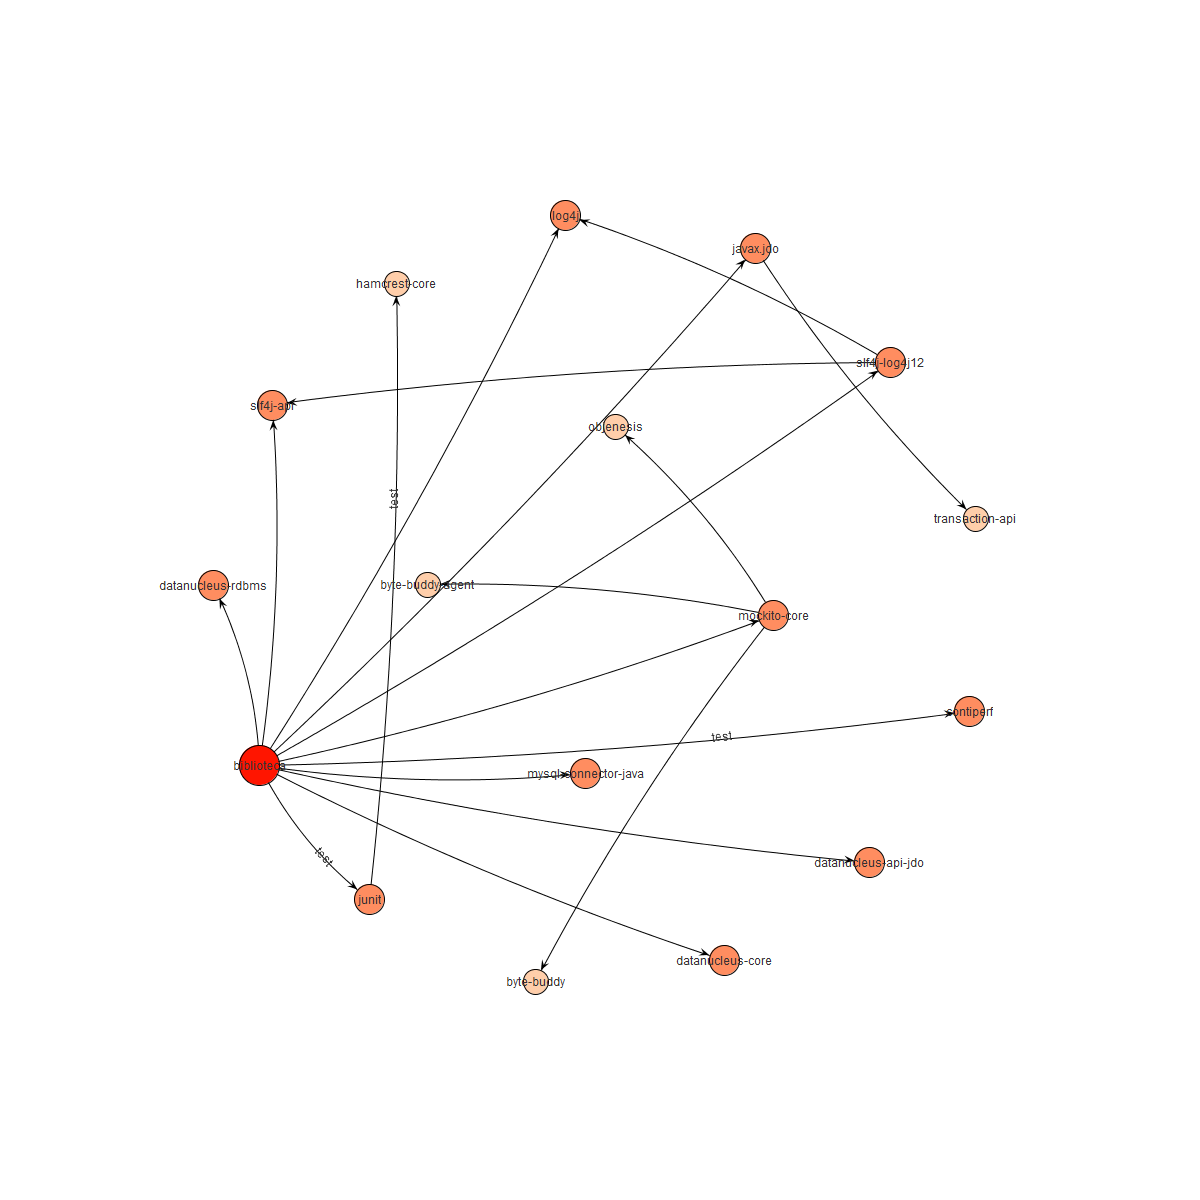 log4j
javax.jdo
hamcrest-core
slf4j-log4j12
slf4j-api
objenesis
test
transaction-api
byte-buddy-agent
datanucleus-rdbms
mockito-core
contiperf
test
biblioteca
mysql-connector-java
test
datanucleus-api-jdo
junit
datanucleus-core
byte-buddy